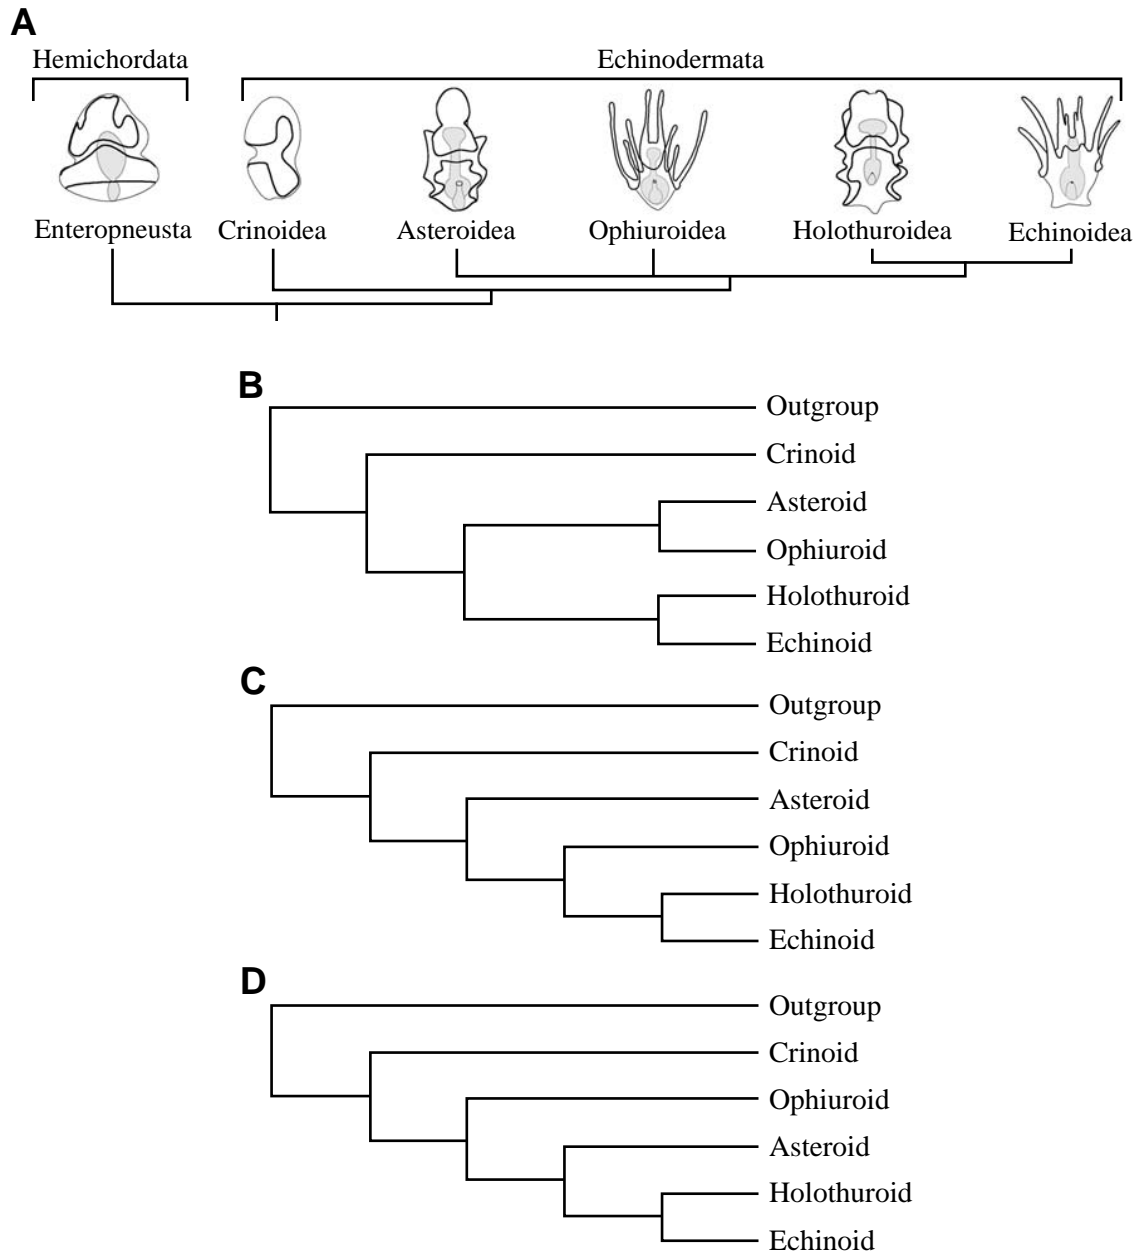 A
Hemichordata Echinodermata
Enteropneusta Crinoidea Asteroidea Ophiuroidea Holothuroidea Echinoidea
B
Outgroup
Crinoid
Asteroid
Ophiuroid
Holothuroid
Echinoid
C
Outgroup
Crinoid
Asteroid
Ophiuroid
Holothuroid
Echinoid
D
Outgroup
Crinoid
Ophiuroid
Asteroid
Holothuroid
Echinoid